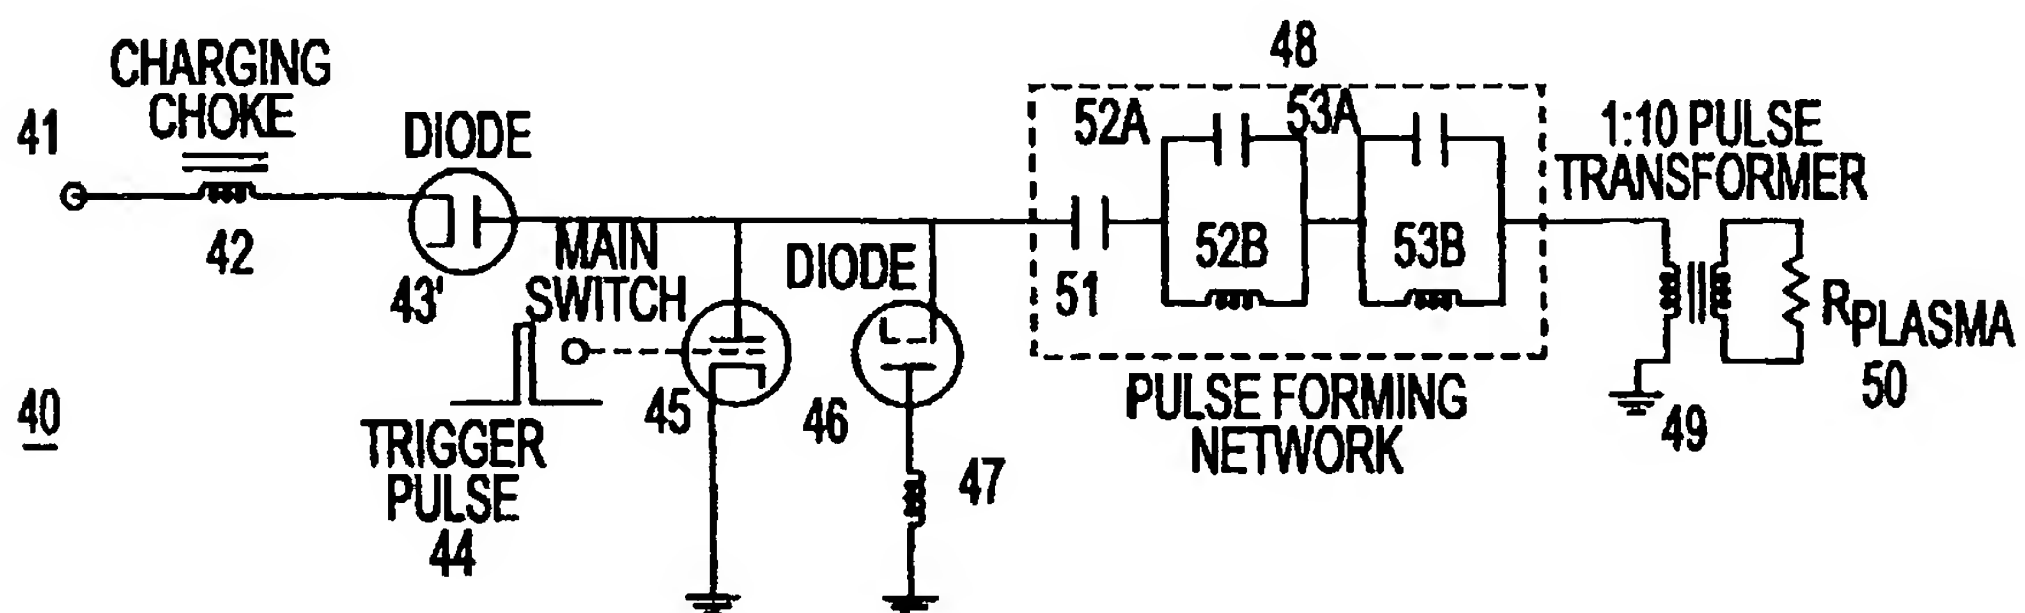 48
CHARGING
CHOKE
41
DIODE
52A
53A
1:10 PULSE
TRANSFORMER
42
43'
MAIN
SWITCH
DIODE
51
52B
53B
RPLASMA
50
40
45
46
PULSE FORMING
NETWORK
49
TRIGGER
PULSE
44
47